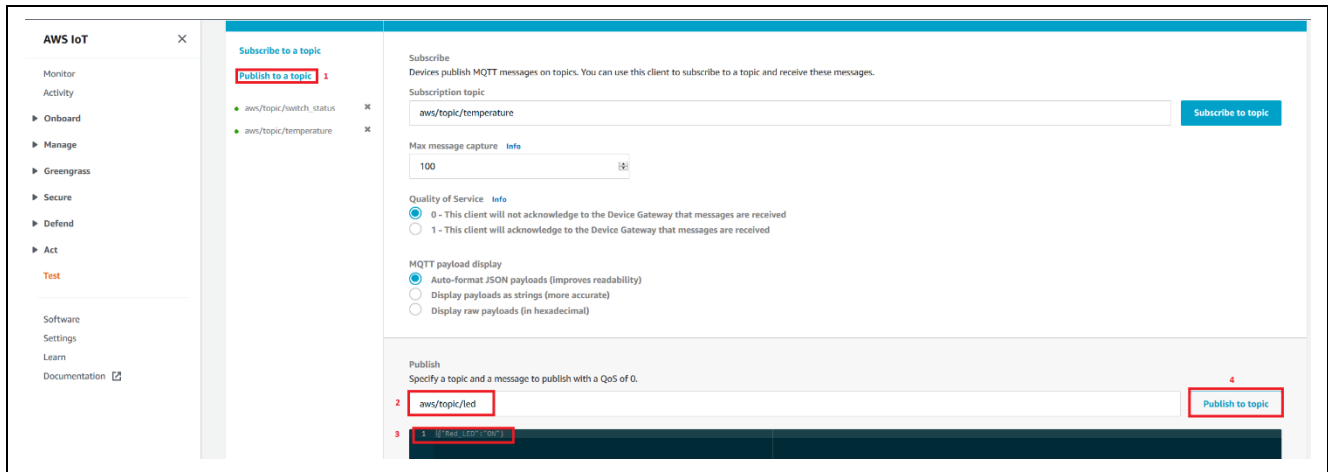 AWS IoT
Monitor
Activity
Onboard
Manage
Greengrass
Secure
Defend
Act
Test
Software
Settings
Learn
Documentation
Subscribe to a topic
Publish to a topic 1
aws/topic/switch_status
aws/topic/temperature
Subscribe
Devices publish MQTT messages on topics. You can use this client to subscribe to a topic and receive these messages.
Subscription topic
aws/topic/temperature Subscribe to topic
Max message capture Info
100
Quality of Service Info
0 - This client will not acknowledge to the Device Gateway that messages are received
1 - This client will acknowledge to the Device Gateway that messages are received
MQTT payload display
Auto-format JSON payloads (improves readability)
Display payloads as strings (more accurate)
Display raw payloads (in hexadecimal)
Publish
Specify a topic and a message to publish with a QoS of 0.
4
2 aws/topic/led Publish to topic
3 1 {"Red_LED":"ON"}